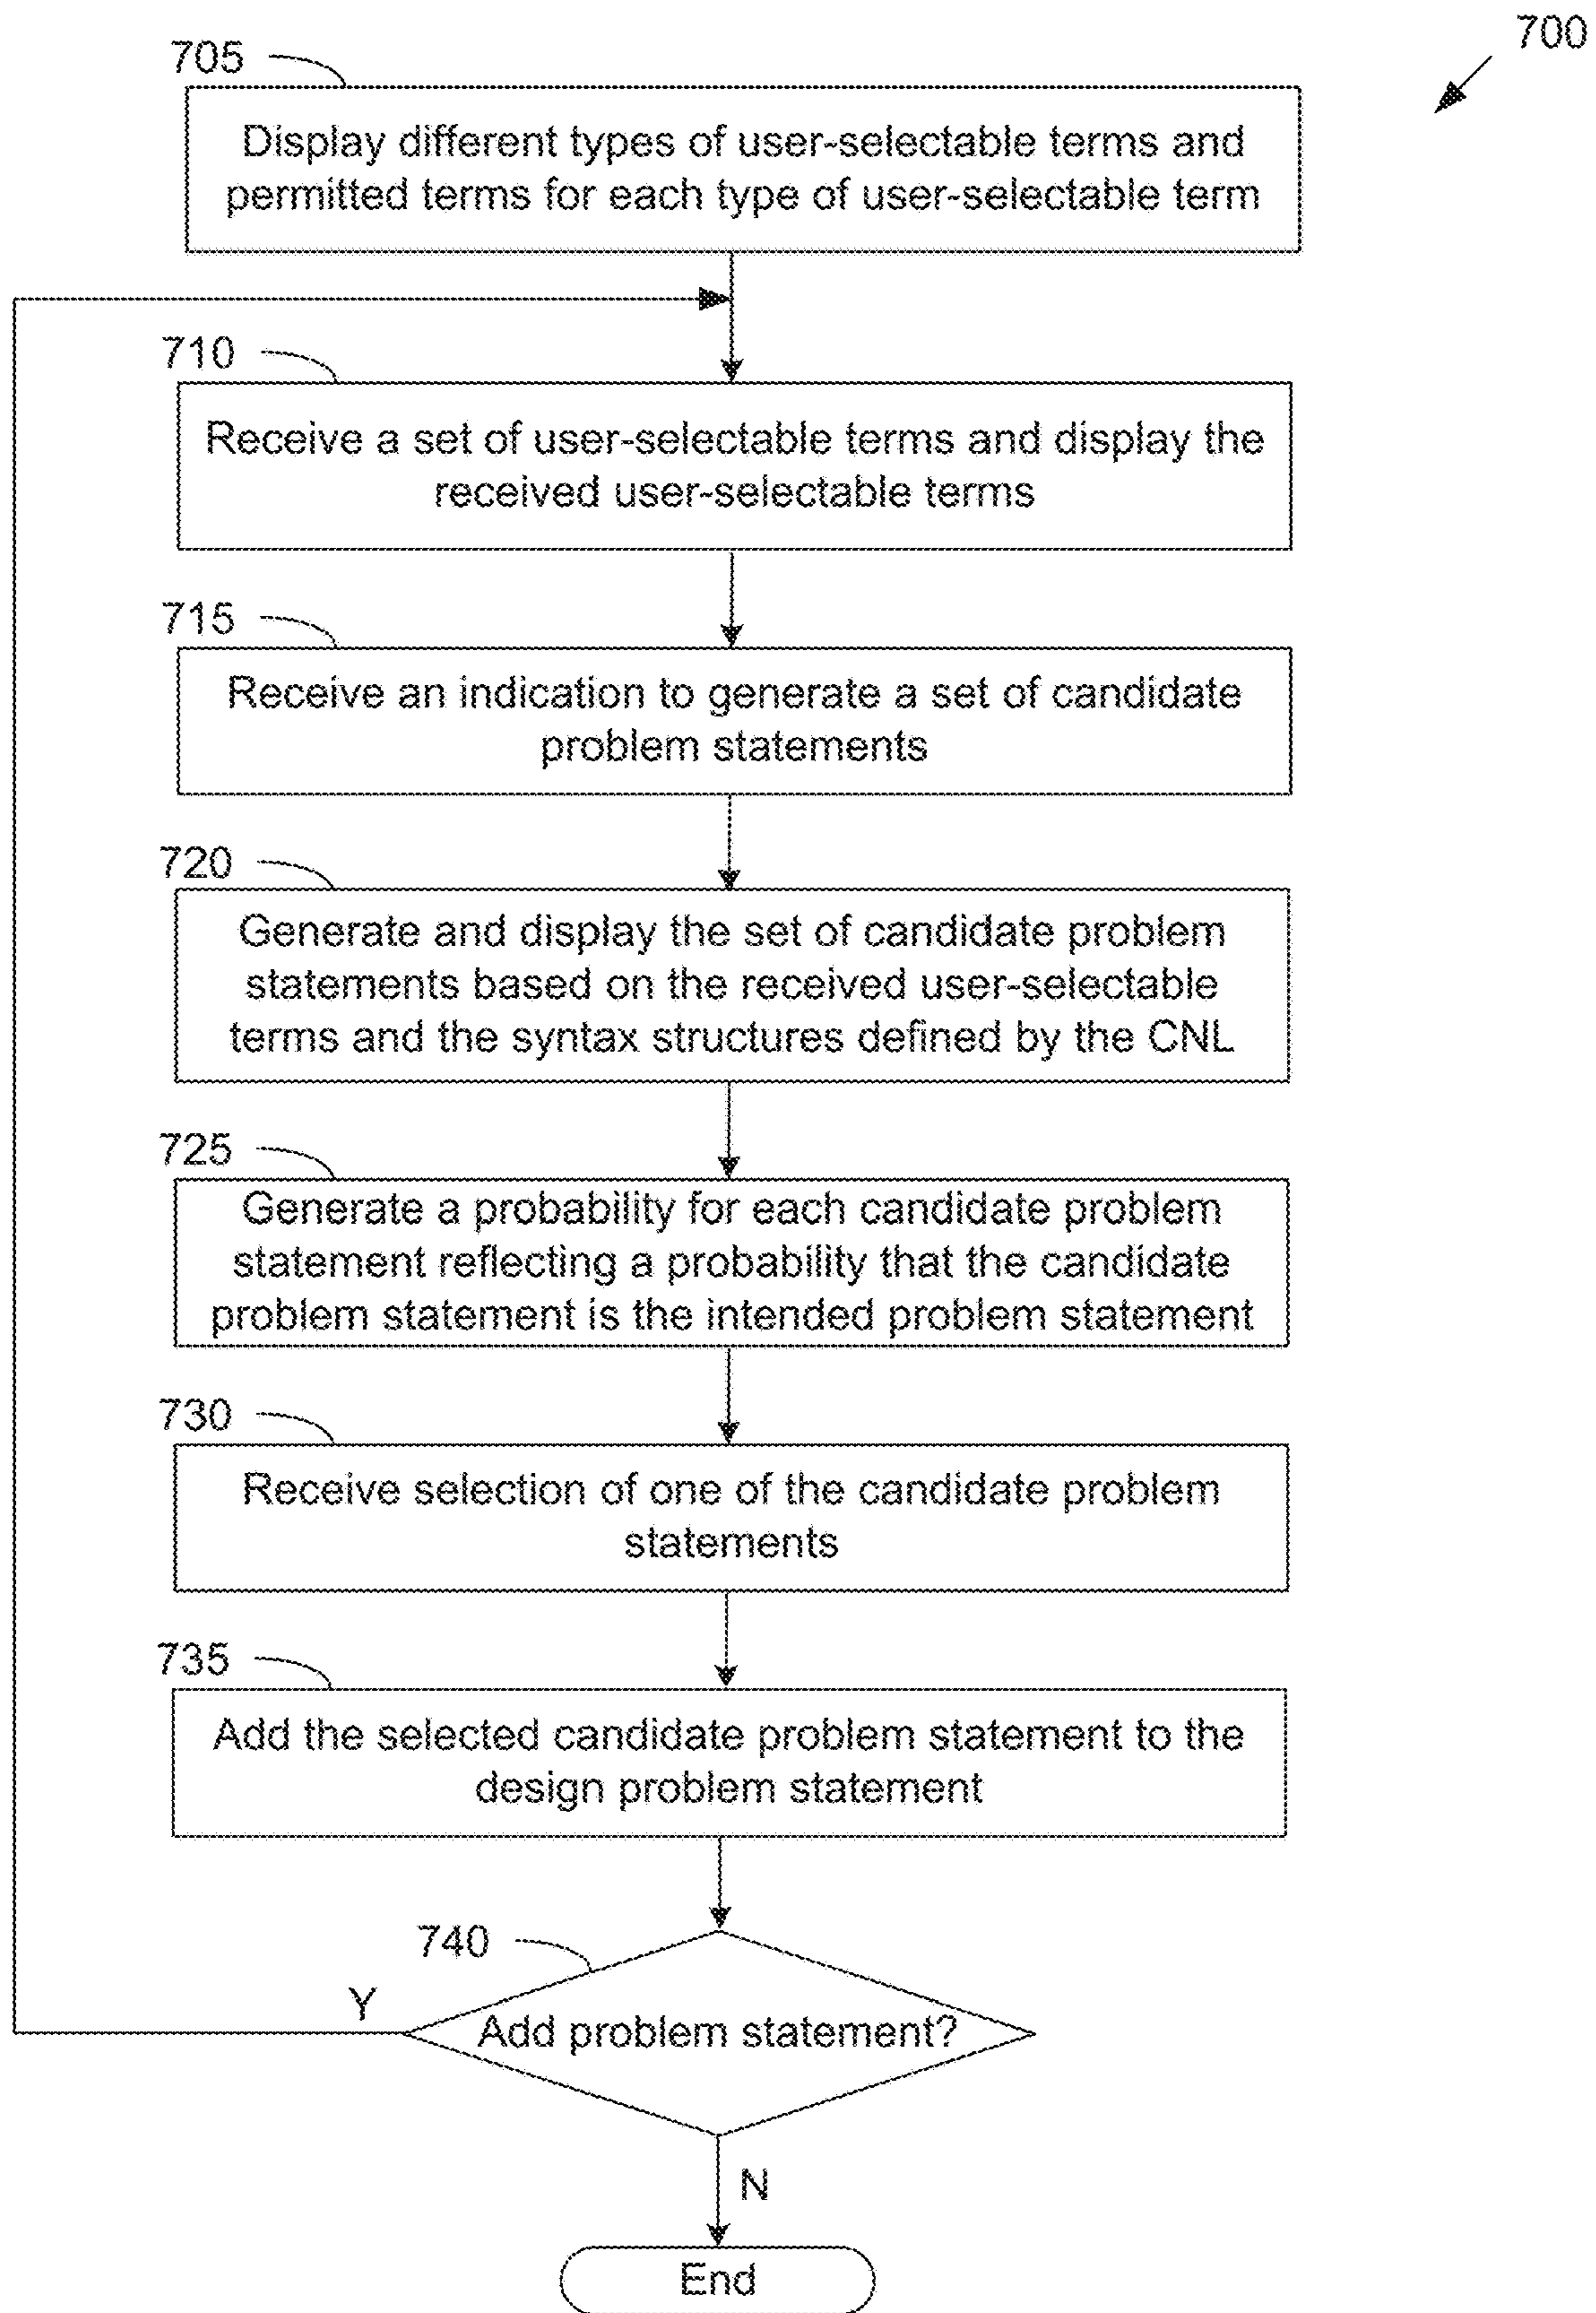 700
705
Display different types of user-selectable terms and
permitted terms for each type of user-selectable term
710
Receive a set of user-selectable terms and display the
received user-selectable terms
715
Receive an indication to generate a set of candidate
problem statements
720
Generate and display the set of candidate problem
statements based on the received user-selectable
terms and the syntax structures defined by the CNL
725
Generate a probability for each candidate problem
statement reflecting a probability that the candidate
problem statement is the intended problem statement
730
Receive selection of one of the candidate problem
statements
735
Add the selected candidate problem statement to the
design problem statement
740
Y
Add problem statement?
N
End